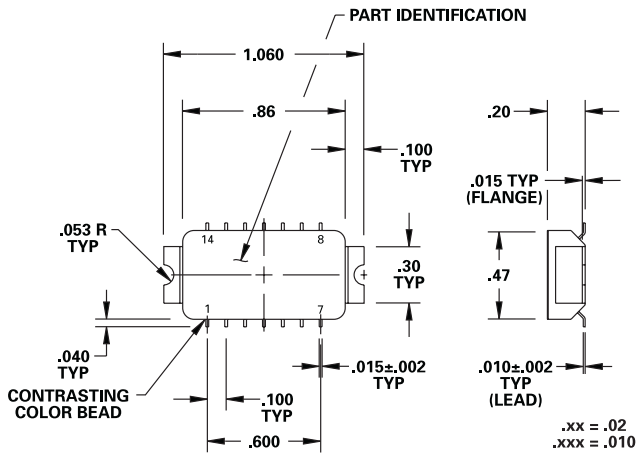 PART IDENTIFICATION
1.060
.86
.20
.100
TYP
.015 TYP
(FLANGE)
.053 R
TYP
14
8
.30
TYP
.47
1
7
.040
TYP
.015±.002
TYP
.010±.002
TYP
(LEAD)
CONTRASTING
COLOR BEAD
.100
TYP
.600
.xx = .02
.xxx = .010